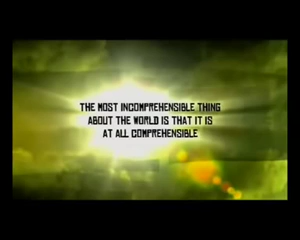 THE MOST INCOMPREHENSIBLE THING
ABOUT THE WORLD IS THAT IT IS
AT ALL COMPREHENSIBLE